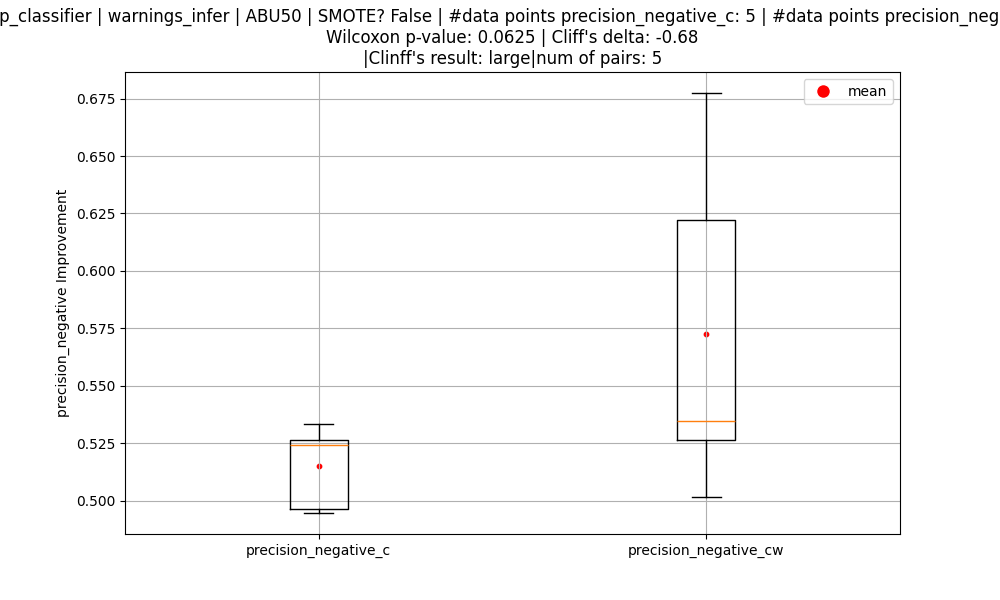 p_classifier | warnings_infer | ABU50 | SMOTE? False | #data points precision_negative_c: 5 | #data points precision_neg
Wilcoxon p-value: 0.0625 | Cliff's delta: -0.68
|Clinff's result: large|num of pairs: 5
mean
0.675
0.650
0.625
0.600
0.575
0.550
0.525
0.500
precision_negative Improvement
precision_negative_c
precision_negative_cw